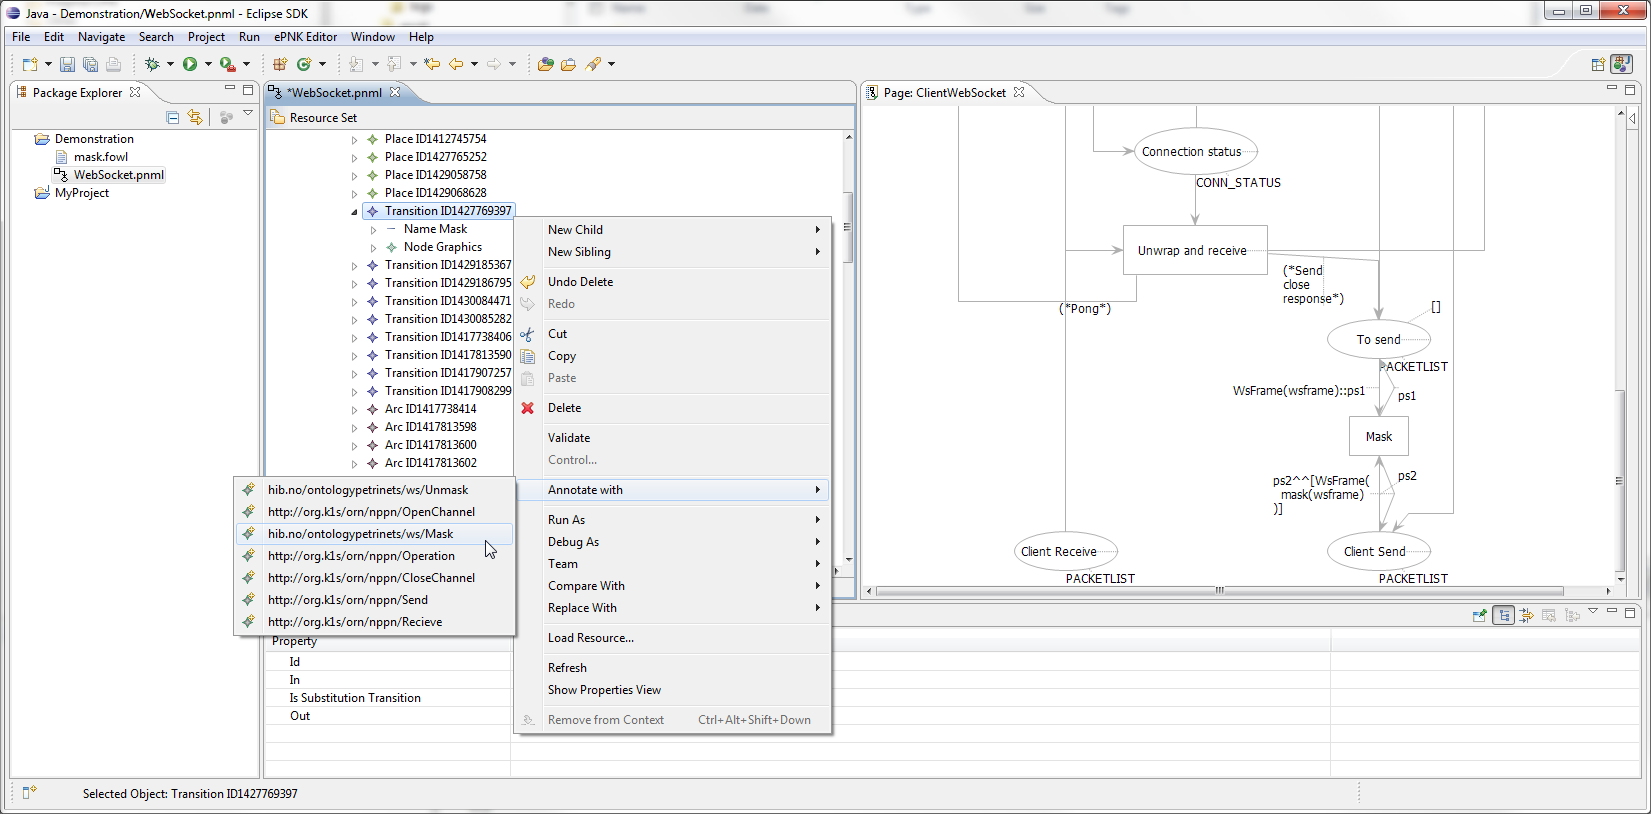 Java - Demonstration/WebSocket.pnml - Eclipse SDK
File Edit Navigate Search Project Run ePNK Editor Window Help
Package Explorer
Demonstration
mask.fowl
WebSocket.pnml
MyProject
*WebSocket.pnml
Resource Set
Place ID1412745754
Place ID1427765252
Place ID1429058758
Place ID1429068628
Transition ID1427769397
Name Mask
Node Graphics
Transition ID1429185367
Transition ID1429186795
Transition ID1430084471
Transition ID1430085282
Transition ID1417738406
Transition ID1417813590
Transition ID1417907257
Transition ID1417908299
Arc ID1417738414
Arc ID1417813598
Arc ID1417813600
Arc ID1417813602
New Child
New Sibling
Undo Delete
Redo
Cut
Copy
Paste
Delete
Validate
Control...
Annotate with
Run As
Debug As
Team
Compare With
Replace With
Load Resource...
Refresh
Show Properties View
Remove from Context Ctrl+Alt+Shift+Down
hib.no/ontologypetrinets/ws/Unmask
http://org.k1s/orn/nppn/OpenChannel
hib.no/ontologypetrinets/ws/Mask
http://org.k1s/orn/nppn/Operation
http://org.k1s/orn/nppn/CloseChannel
http://org.k1s/orn/nppn/Send
http://org.k1s/orn/nppn/Recieve
Page: ClientWebSocket
Connection status
CONN_STATUS
Unwrap and receive
(*Send
close
response*)
(*Pong*)
[]
To send
PACKETLIST
WsFrame(wsframe)::ps1
ps1
Mask
ps2
ps2^^[WsFrame(
mask(wsframe)
)]
Client Receive
PACKETLIST
Client Send
PACKETLIST
Property
Id
In
Is Substitution Transition
Out
Selected Object: Transition ID1427769397